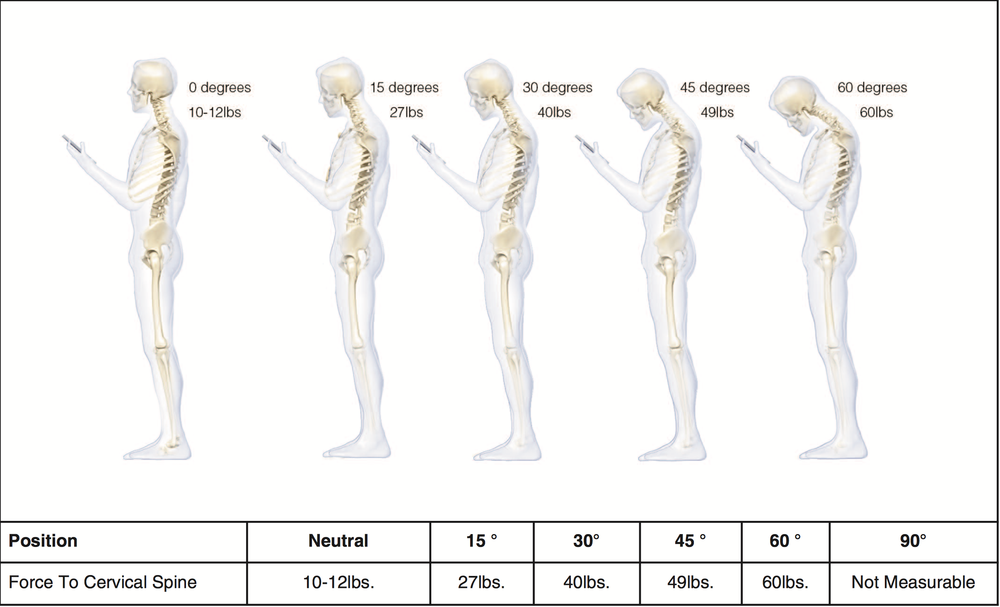 0 degrees
10-12lbs
15 degrees
27lbs
30 degrees
40lbs
45 degrees
49lbs
60 degrees
60lbs
Position Neutral 15 ° 30° 45 ° 60 ° 90°
Force To Cervical Spine 10-12lbs. 27lbs. 40lbs. 49lbs. 60lbs. Not Measurable